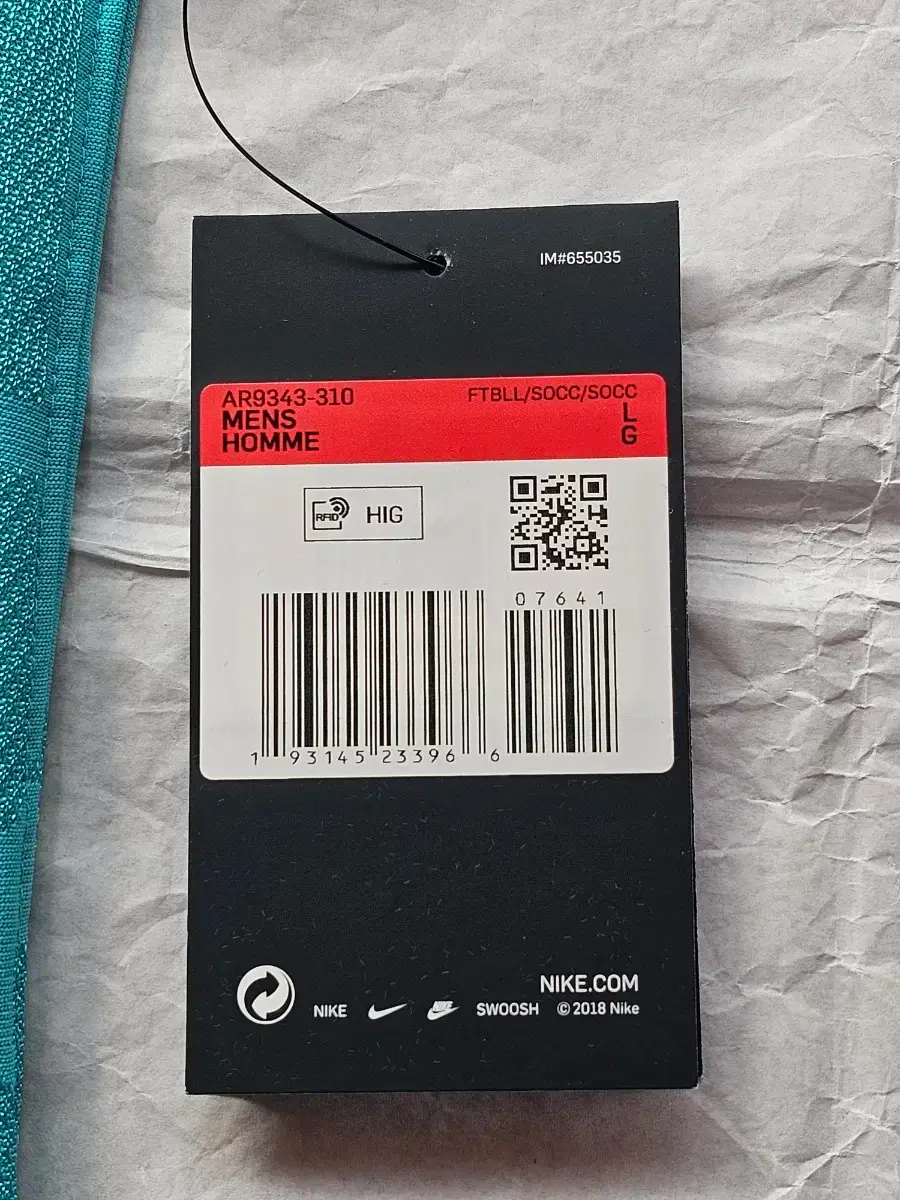 IM#655035
AR9343-310 FTBLL/SOCC/SOCC
MENS L
HOMME G
RFID HIG
07641
1 93145 23396 6
NIKE.COM
NIKE NIKE SWOOSH © 2018 Nike